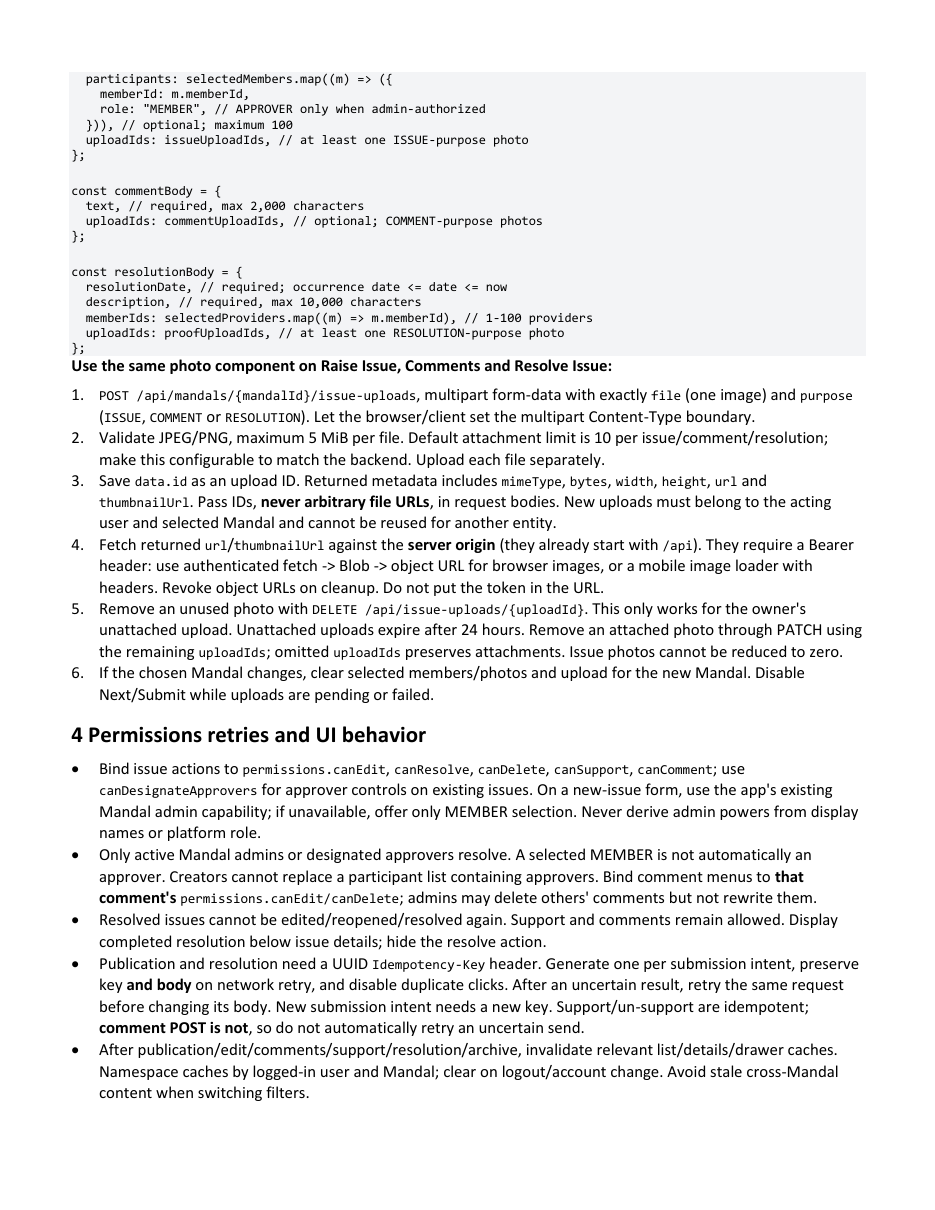 participants: selectedMembers.map((m) => ({
    memberId: m.memberId,
    role: "MEMBER", // APPROVER only when admin-authorized
  })), // optional; maximum 100
  uploadIds: issueUploadIds, // at least one ISSUE-purpose photo
};

const commentBody = {
  text, // required, max 2,000 characters
  uploadIds: commentUploadIds, // optional; COMMENT-purpose photos
};

const resolutionBody = {
  resolutionDate, // required; occurrence date <= date <= now
  description, // required, max 10,000 characters
  memberIds: selectedProviders.map((m) => m.memberId), // 1-100 providers
  uploadIds: proofUploadIds, // at least one RESOLUTION-purpose photo
};
Use the same photo component on Raise Issue, Comments and Resolve Issue:
1. POST /api/mandals/{mandalId}/issue-uploads, multipart form-data with exactly file (one image) and purpose
(ISSUE, COMMENT or RESOLUTION). Let the browser/client set the multipart Content-Type boundary.
2. Validate JPEG/PNG, maximum 5 MiB per file. Default attachment limit is 10 per issue/comment/resolution;
make this configurable to match the backend. Upload each file separately.
3. Save data.id as an upload ID. Returned metadata includes mimeType, bytes, width, height, url and
thumbnailUrl. Pass IDs, never arbitrary file URLs, in request bodies. New uploads must belong to the acting
user and selected Mandal and cannot be reused for another entity.
4. Fetch returned url/thumbnailUrl against the server origin (they already start with /api). They require a Bearer
header: use authenticated fetch -> Blob -> object URL for browser images, or a mobile image loader with
headers. Revoke object URLs on cleanup. Do not put the token in the URL.
5. Remove an unused photo with DELETE /api/issue-uploads/{uploadId}. This only works for the owner's
unattached upload. Unattached uploads expire after 24 hours. Remove an attached photo through PATCH using
the remaining uploadIds; omitted uploadIds preserves attachments. Issue photos cannot be reduced to zero.
6. If the chosen Mandal changes, clear selected members/photos and upload for the new Mandal. Disable
Next/Submit while uploads are pending or failed.
4 Permissions retries and UI behavior
• Bind issue actions to permissions.canEdit, canResolve, canDelete, canSupport, canComment; use
canDesignateApprovers for approver controls on existing issues. On a new-issue form, use the app's existing
Mandal admin capability; if unavailable, offer only MEMBER selection. Never derive admin powers from display
names or platform role.
• Only active Mandal admins or designated approvers resolve. A selected MEMBER is not automatically an
approver. Creators cannot replace a participant list containing approvers. Bind comment menus to that
comment's permissions.canEdit/canDelete; admins may delete others' comments but not rewrite them.
• Resolved issues cannot be edited/reopened/resolved again. Support and comments remain allowed. Display
completed resolution below issue details; hide the resolve action.
• Publication and resolution need a UUID Idempotency-Key header. Generate one per submission intent, preserve
key and body on network retry, and disable duplicate clicks. After an uncertain result, retry the same request
before changing its body. New submission intent needs a new key. Support/un-support are idempotent;
comment POST is not, so do not automatically retry an uncertain send.
• After publication/edit/comments/support/resolution/archive, invalidate relevant list/details/drawer caches.
Namespace caches by logged-in user and Mandal; clear on logout/account change. Avoid stale cross-Mandal
content when switching filters.